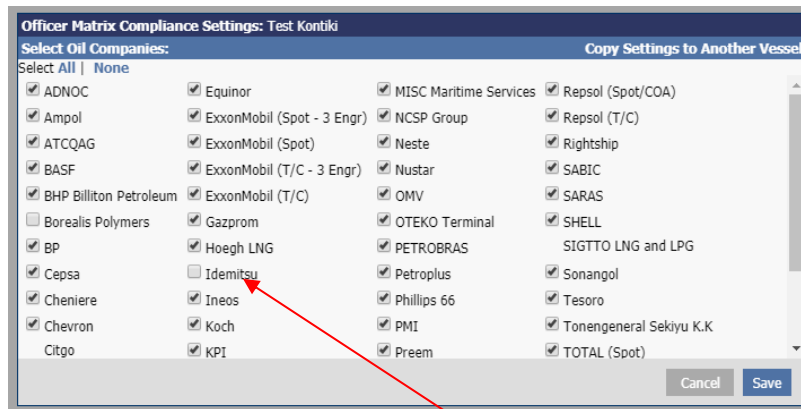 Officer Matrix Compliance Settings: Test Kontiki
Select Oil Companies: Copy Settings to Another Vessel
Select All | None
ADNOC Equinor MISC Maritime Services Repsol (Spot/COA)
Ampol ExxonMobil (Spot - 3 Engr) NCSP Group Repsol (T/C)
ATCQAG ExxonMobil (Spot) Neste Rightship
BASF ExxonMobil (T/C - 3 Engr) Nustar SABIC
BHP Billiton Petroleum ExxonMobil (T/C) OMV SARAS
Borealis Polymers Gazprom OTEKO Terminal SHELL
BP Hoegh LNG PETROBRAS SIGTTO LNG and LPG
Cepsa Idemitsu Petroplus Sonangol
Cheniere Ineos Phillips 66 Tesoro
Chevron Koch PMI Tonengeneral Sekiyu K.K
Citgo KPI Preem TOTAL (Spot)
Cancel Save